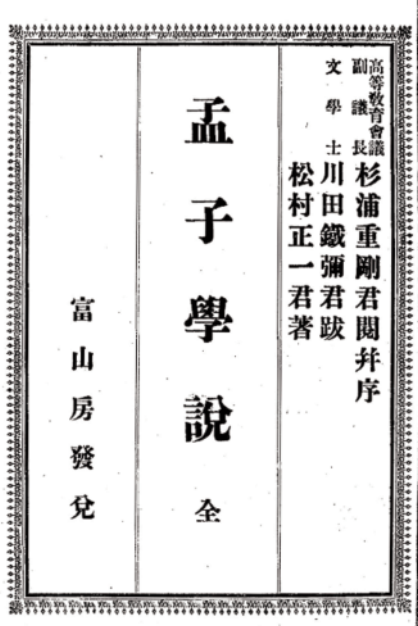 高等敎育會議
副議長
杉浦重剛君閱幷序
文學士
川田鐵彌君跋
松村正一君著
孟子學說 全
富山房發兌